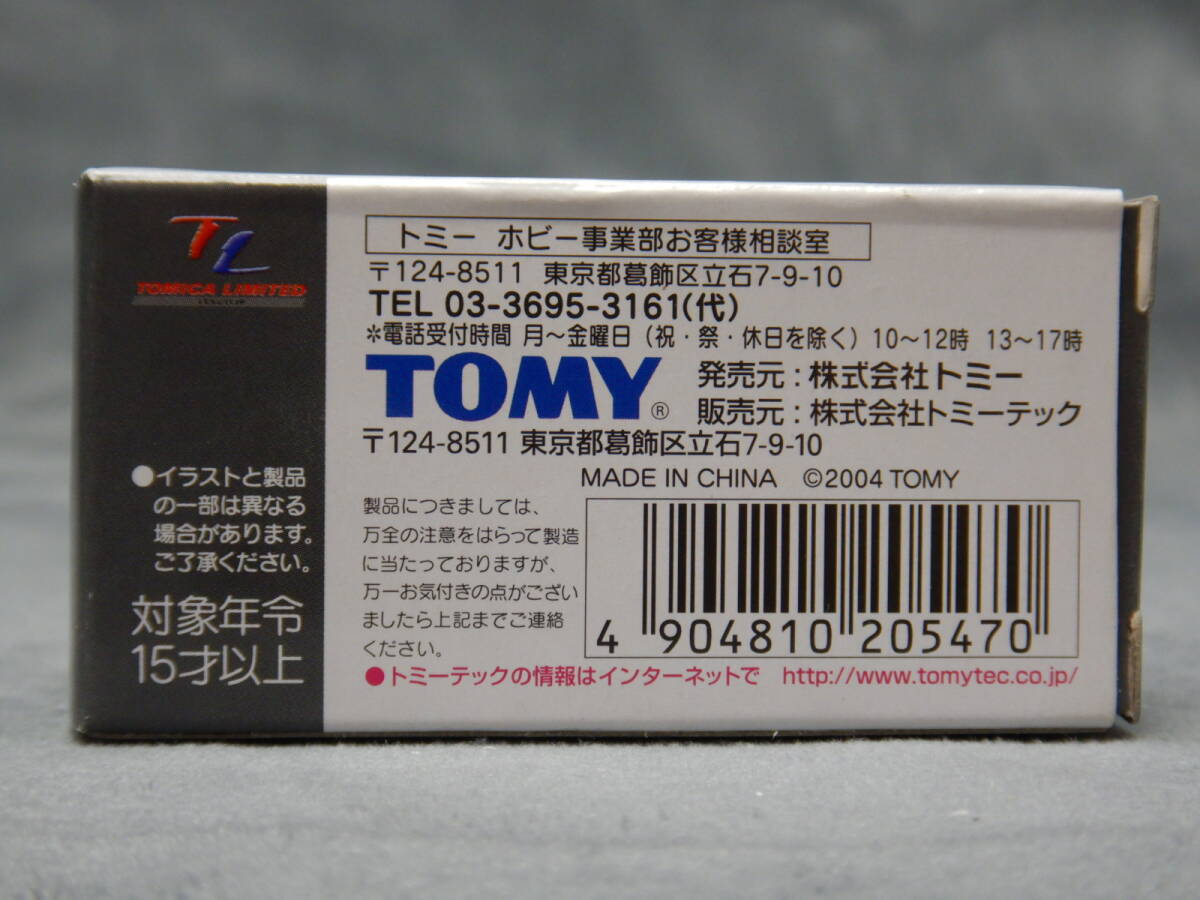 TL
TOMICA LIMITED
●イラストと製品
の一部は異なる
場合があります。
ご了承ください。
対象年令
15才以上
トミー ホビー事業部お客様相談室
〒124-8511 東京都葛飾区立石7-9-10
TEL 03-3695-3161(代)
＊電話受付時間 月～金曜日（祝・祭・休日を除く）10～12時 13～17時
TOMY®
発売元：株式会社トミー
販売元：株式会社トミーテック
〒124-8511 東京都葛飾区立石7-9-10
MADE IN CHINA ©2004 TOMY
製品につきましては、
万全の注意をはらって製造
に当たっておりますが、
万一お気付きの点がござい
ましたら上記までご連絡
ください。
4 904810 205470
●トミーテックの情報はインターネットで http://www.tomytec.co.jp/